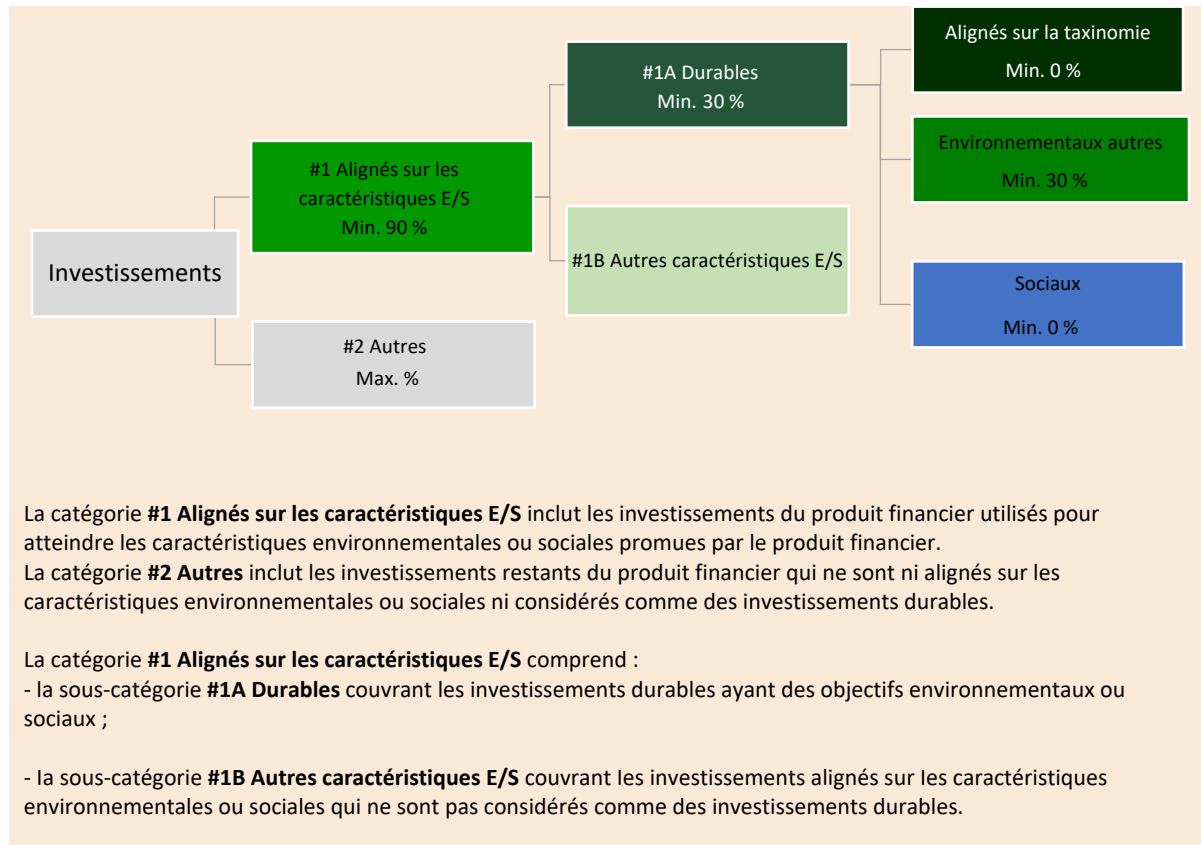 Alignés sur la taxinomie
Min. 0 %
#1A Durables
Min. 30 %
Environnementaux autres
Min. 30 %
#1 Alignés sur les
caractéristiques E/S
Min. 90 %
#1B Autres caractéristiques E/S
Investissements
Sociaux
Min. 0 %
#2 Autres
Max. %
La catégorie #1 Alignés sur les caractéristiques E/S inclut les investissements du produit financier utilisés pour
atteindre les caractéristiques environnementales ou sociales promues par le produit financier.
La catégorie #2 Autres inclut les investissements restants du produit financier qui ne sont ni alignés sur les
caractéristiques environnementales ou sociales ni considérés comme des investissements durables.
La catégorie #1 Alignés sur les caractéristiques E/S comprend :
- la sous-catégorie #1A Durables couvrant les investissements durables ayant des objectifs environnementaux ou
sociaux ;
- la sous-catégorie #1B Autres caractéristiques E/S couvrant les investissements alignés sur les caractéristiques
environnementales ou sociales qui ne sont pas considérés comme des investissements durables.